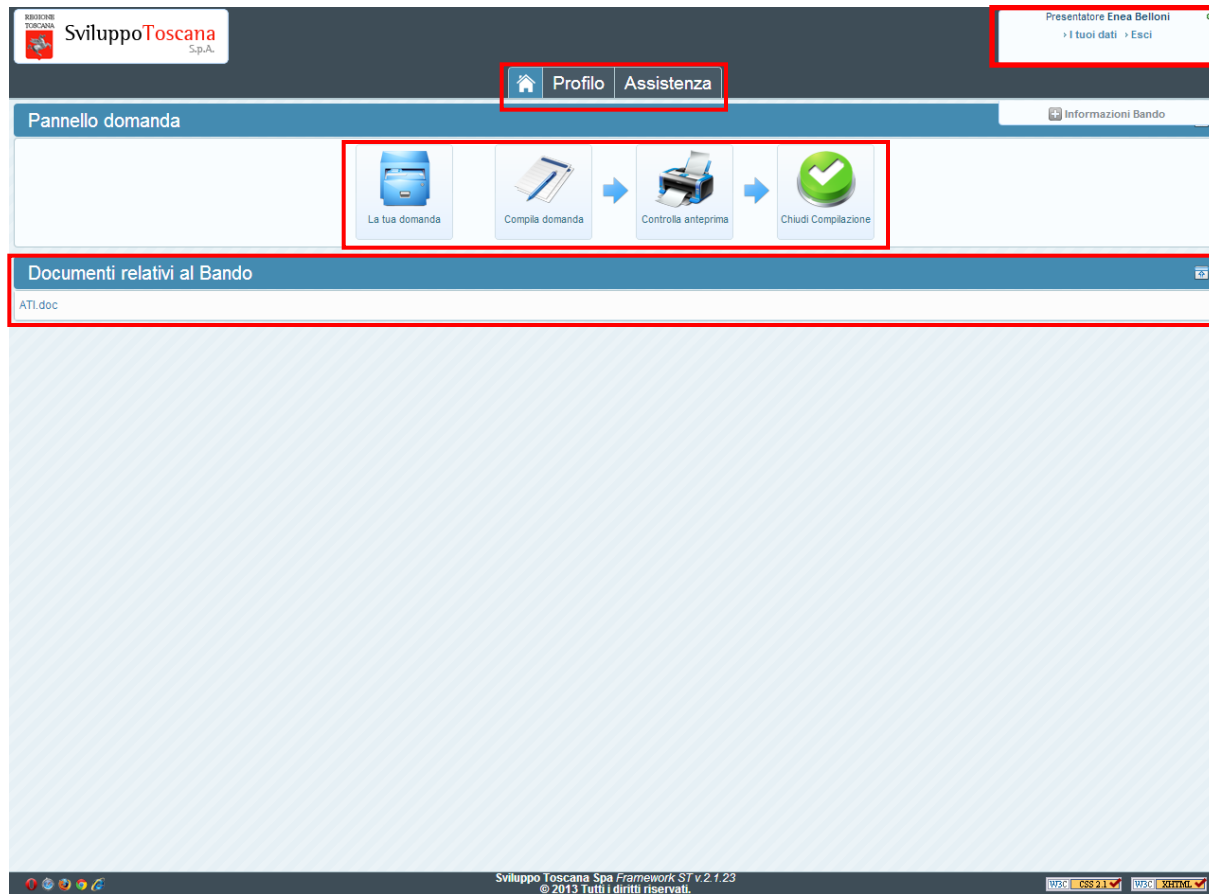 REGIONE
TOSCANA
SviluppoToscana
S.p.A.
Presentatore Enea Belloni
› I tuoi dati › Esci
Profilo Assistenza
Pannello domanda
Informazioni Bando
La tua domanda
Compila domanda
Controlla anteprima
Chiudi Compilazione
Documenti relativi al Bando
ATI.doc
Sviluppo Toscana Spa Framework ST v.2.1.23
© 2013 Tutti i diritti riservati.
W3C CSS 2.1
W3C XHTML